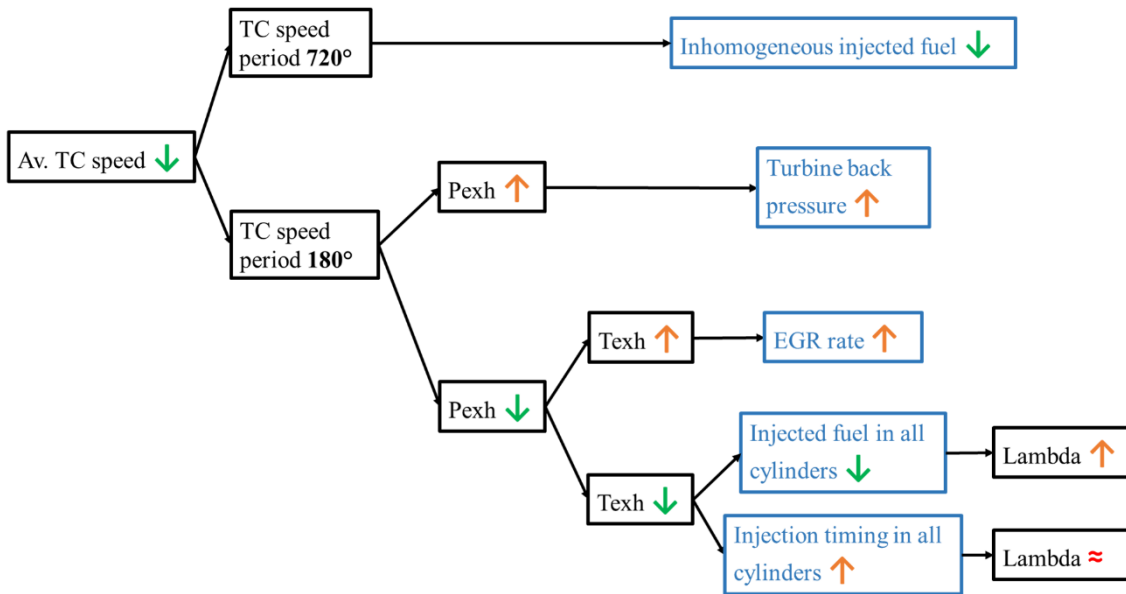 TC speed
period 720°
Inhomogeneous injected fuel ↓
Av. TC speed ↓
Pexh ↑
Turbine back
pressure ↑
TC speed
period 180°
Texh ↑
EGR rate ↑
Pexh ↓
Injected fuel in all
cylinders ↓
Lambda ↑
Texh ↓
Injection timing in all
cylinders ↑
Lambda ≈